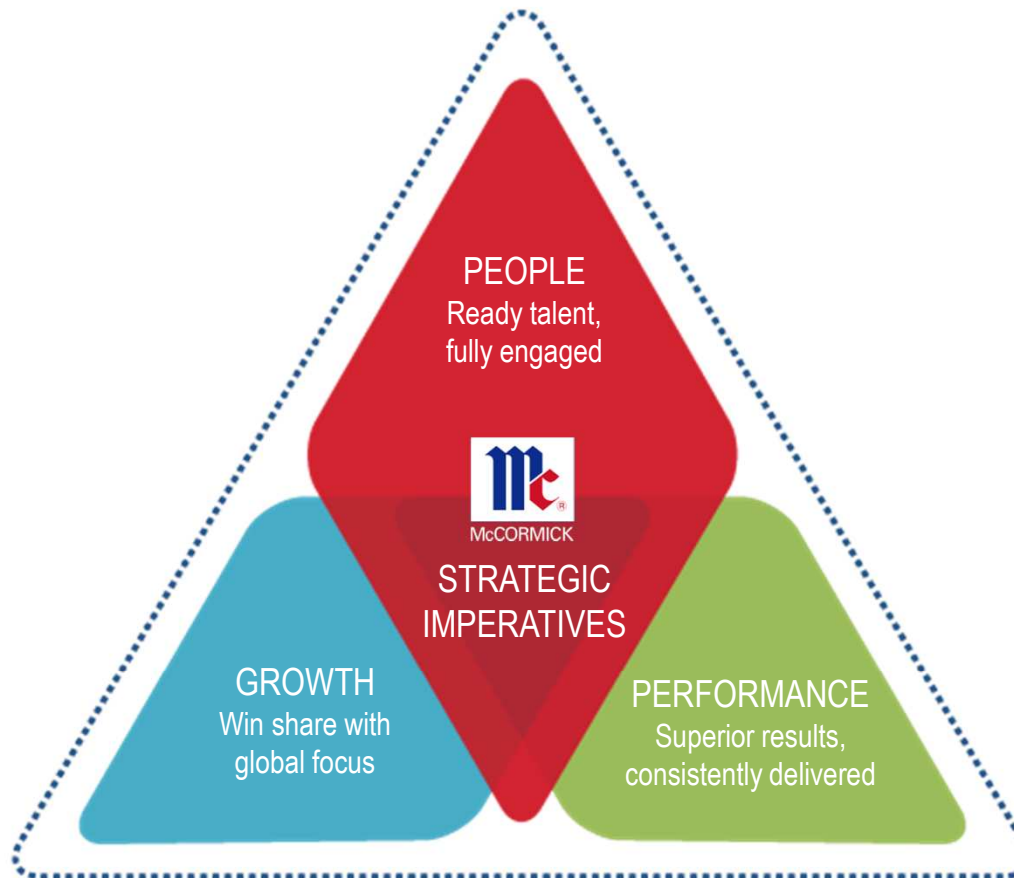 PEOPLE
Ready talent,
fully engaged
Mc®
McCORMICK
STRATEGIC
IMPERATIVES
GROWTH
Win share with
global focus
PERFORMANCE
Superior results,
consistently delivered